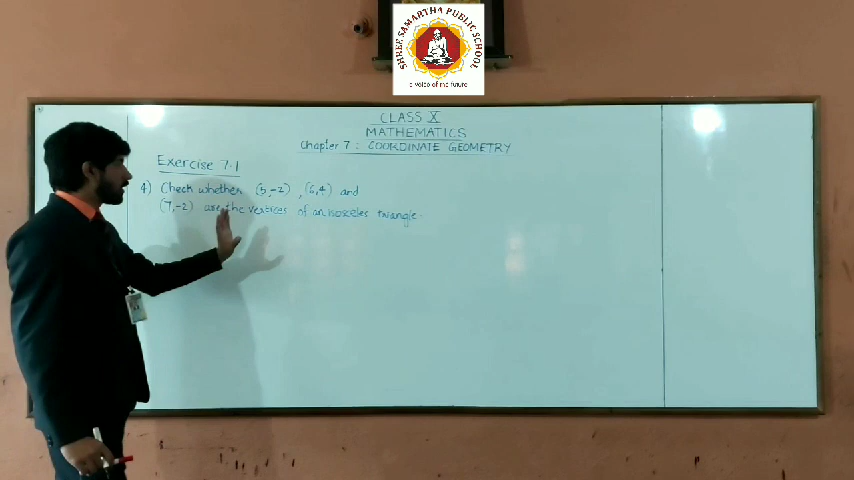 SHREE SAMARTHA PUBLIC SCHOOL
a voice of the future
CLASS X
MATHEMATICS
Chapter 7 : COORDINATE GEOMETRY
Exercise 7.1
4) Check whether (5,-2) , (6,4) and
(7,-2) are the vertices of an isosceles triangle.